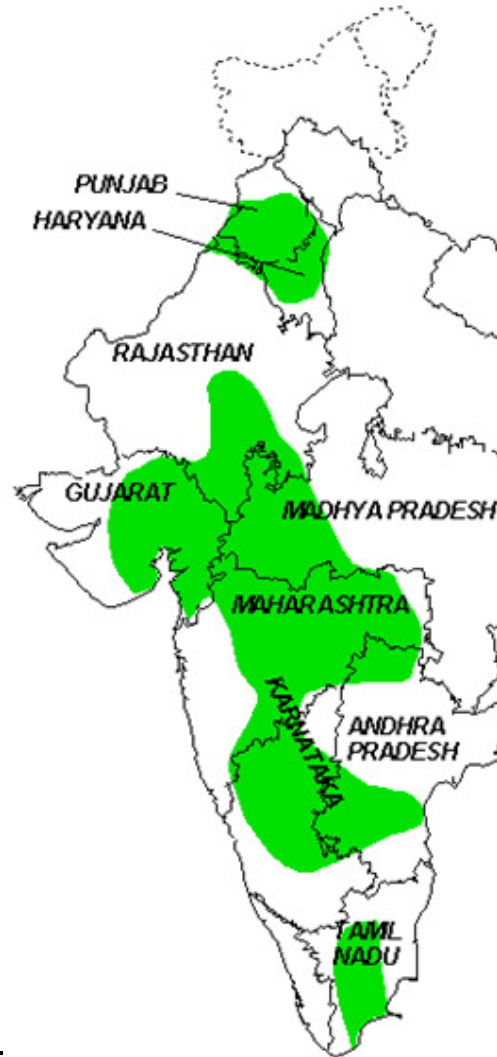 PUNJAB
HARYANA
RAJASTHAN
GUJARAT
MADHYA PRADESH
MAHARASHTRA
KARNATAKA
ANDHRA
PRADESH
TAMIL
NADU